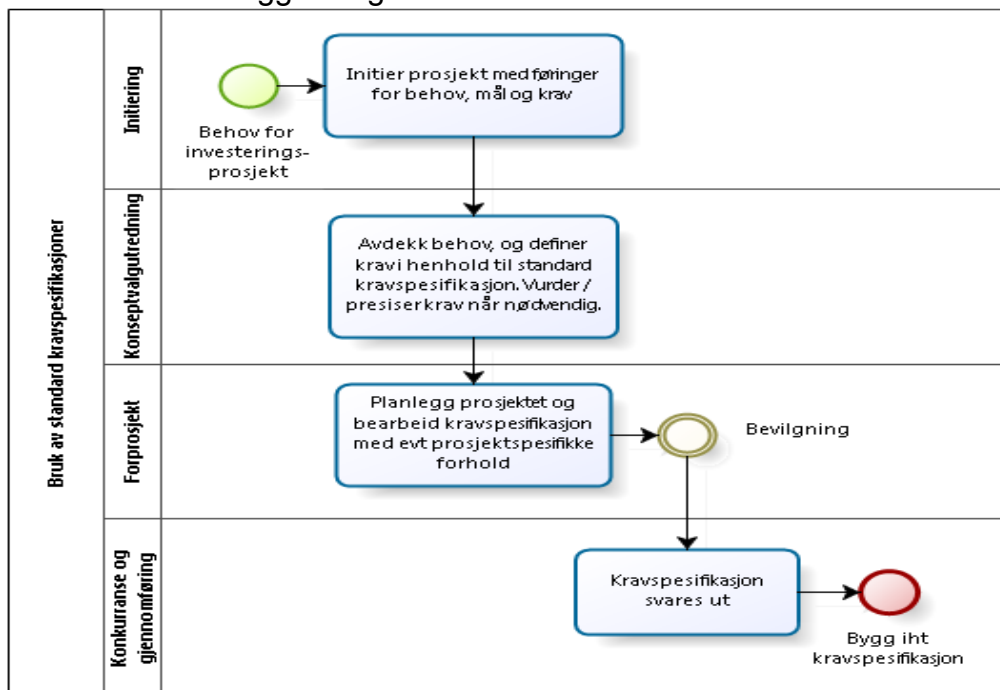 Bruk av standard kravspesifikasjoner
Initiering
Behov for
investerings-
prosjekt
Initier prosjekt med føringer
for behov, mål og krav
Konseptvalgutredning
Avdekk behov, og definer
krav i henhold til standard
kravspesifikasjon. Vurder /
presiser krav når nødvendig.
Forprosjekt
Planlegg prosjektet og
bearbeid kravspesifikasjon
med evt prosjektspesifikke
forhold
Bevilgning
Konkurranse og
gjennomføring
Kravspesifikasjon
svares ut
Bygg iht
kravspesifikasjon